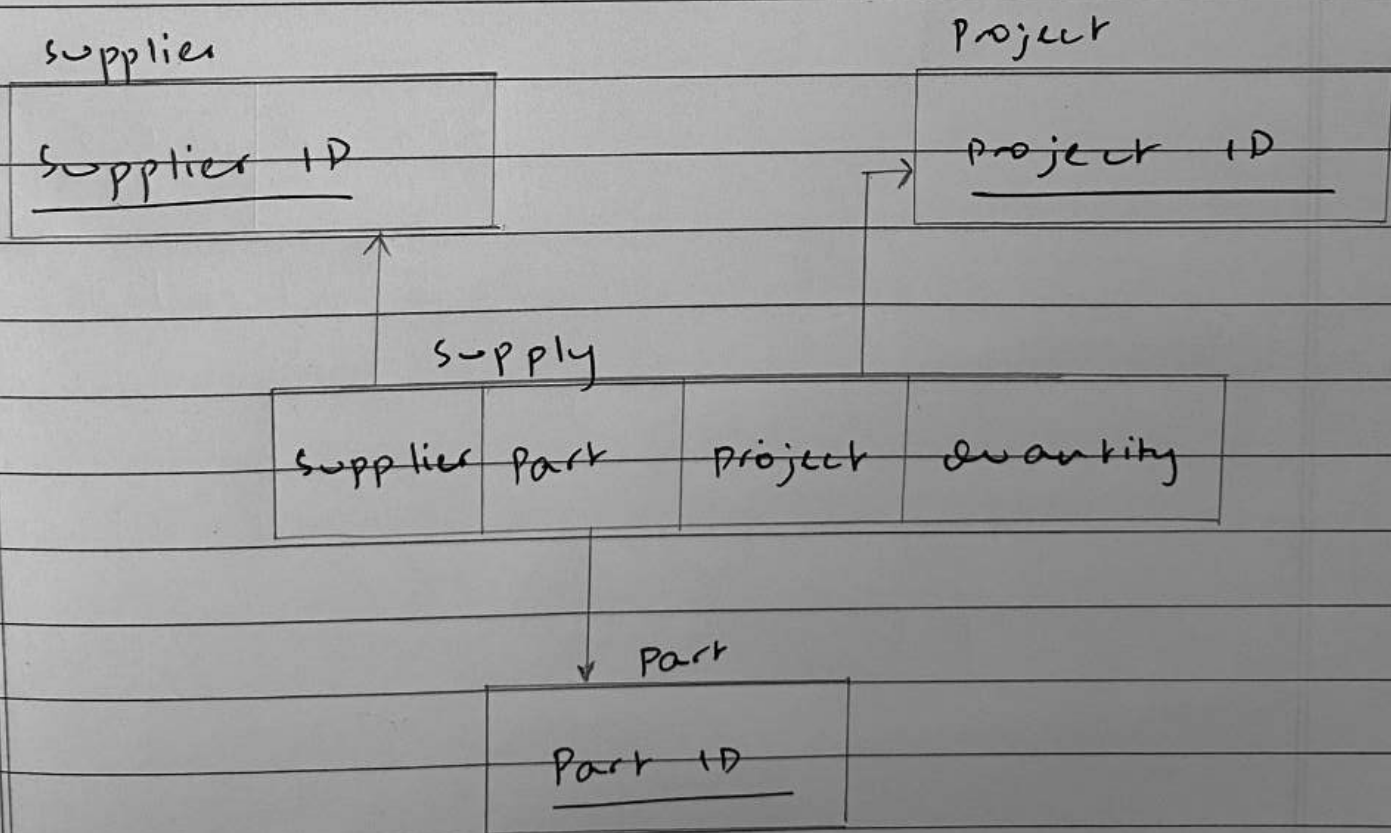 Supplier
Project
Supplier ID
Project ID
Supply
Supplier Part Project Quantity
Part
Part ID